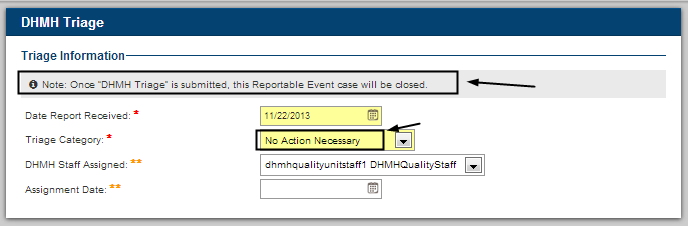 DHMH Triage
Triage Information
Note: Once "DHMH Triage" is submitted, this Reportable Event case will be closed.
Date Report Received: * 11/22/2013
Triage Category: * No Action Necessary
DHMH Staff Assigned: ** dhmhqualityunitstaff1 DHMHQualityStaff
Assignment Date: **